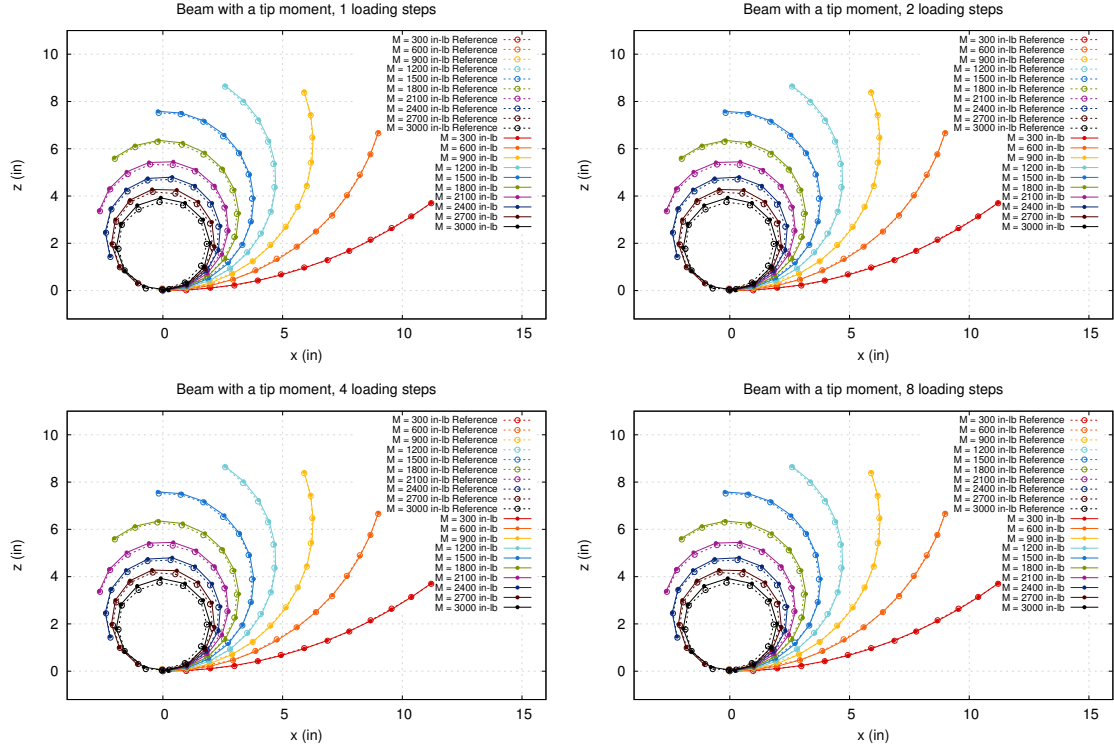 Beam with a tip moment, 1 loading steps
10
8
6
4
2
0
z (in)
0
5
10
15
x (in)
M = 300 in-lb Reference
M = 600 in-lb Reference
M = 900 in-lb Reference
M = 1200 in-lb Reference
M = 1500 in-lb Reference
M = 1800 in-lb Reference
M = 2100 in-lb Reference
M = 2400 in-lb Reference
M = 2700 in-lb Reference
M = 3000 in-lb Reference
M = 300 in-lb
M = 600 in-lb
M = 900 in-lb
M = 1200 in-lb
M = 1500 in-lb
M = 1800 in-lb
M = 2100 in-lb
M = 2400 in-lb
M = 2700 in-lb
M = 3000 in-lb
Beam with a tip moment, 2 loading steps
10
8
6
4
2
0
z (in)
0
5
10
15
x (in)
M = 300 in-lb Reference
M = 600 in-lb Reference
M = 900 in-lb Reference
M = 1200 in-lb Reference
M = 1500 in-lb Reference
M = 1800 in-lb Reference
M = 2100 in-lb Reference
M = 2400 in-lb Reference
M = 2700 in-lb Reference
M = 3000 in-lb Reference
M = 300 in-lb
M = 600 in-lb
M = 900 in-lb
M = 1200 in-lb
M = 1500 in-lb
M = 1800 in-lb
M = 2100 in-lb
M = 2400 in-lb
M = 2700 in-lb
M = 3000 in-lb
Beam with a tip moment, 4 loading steps
10
8
6
4
2
0
z (in)
0
5
10
15
x (in)
M = 300 in-lb Reference
M = 600 in-lb Reference
M = 900 in-lb Reference
M = 1200 in-lb Reference
M = 1500 in-lb Reference
M = 1800 in-lb Reference
M = 2100 in-lb Reference
M = 2400 in-lb Reference
M = 2700 in-lb Reference
M = 3000 in-lb Reference
M = 300 in-lb
M = 600 in-lb
M = 900 in-lb
M = 1200 in-lb
M = 1500 in-lb
M = 1800 in-lb
M = 2100 in-lb
M = 2400 in-lb
M = 2700 in-lb
M = 3000 in-lb
Beam with a tip moment, 8 loading steps
10
8
6
4
2
0
z (in)
0
5
10
15
x (in)
M = 300 in-lb Reference
M = 600 in-lb Reference
M = 900 in-lb Reference
M = 1200 in-lb Reference
M = 1500 in-lb Reference
M = 1800 in-lb Reference
M = 2100 in-lb Reference
M = 2400 in-lb Reference
M = 2700 in-lb Reference
M = 3000 in-lb Reference
M = 300 in-lb
M = 600 in-lb
M = 900 in-lb
M = 1200 in-lb
M = 1500 in-lb
M = 1800 in-lb
M = 2100 in-lb
M = 2400 in-lb
M = 2700 in-lb
M = 3000 in-lb